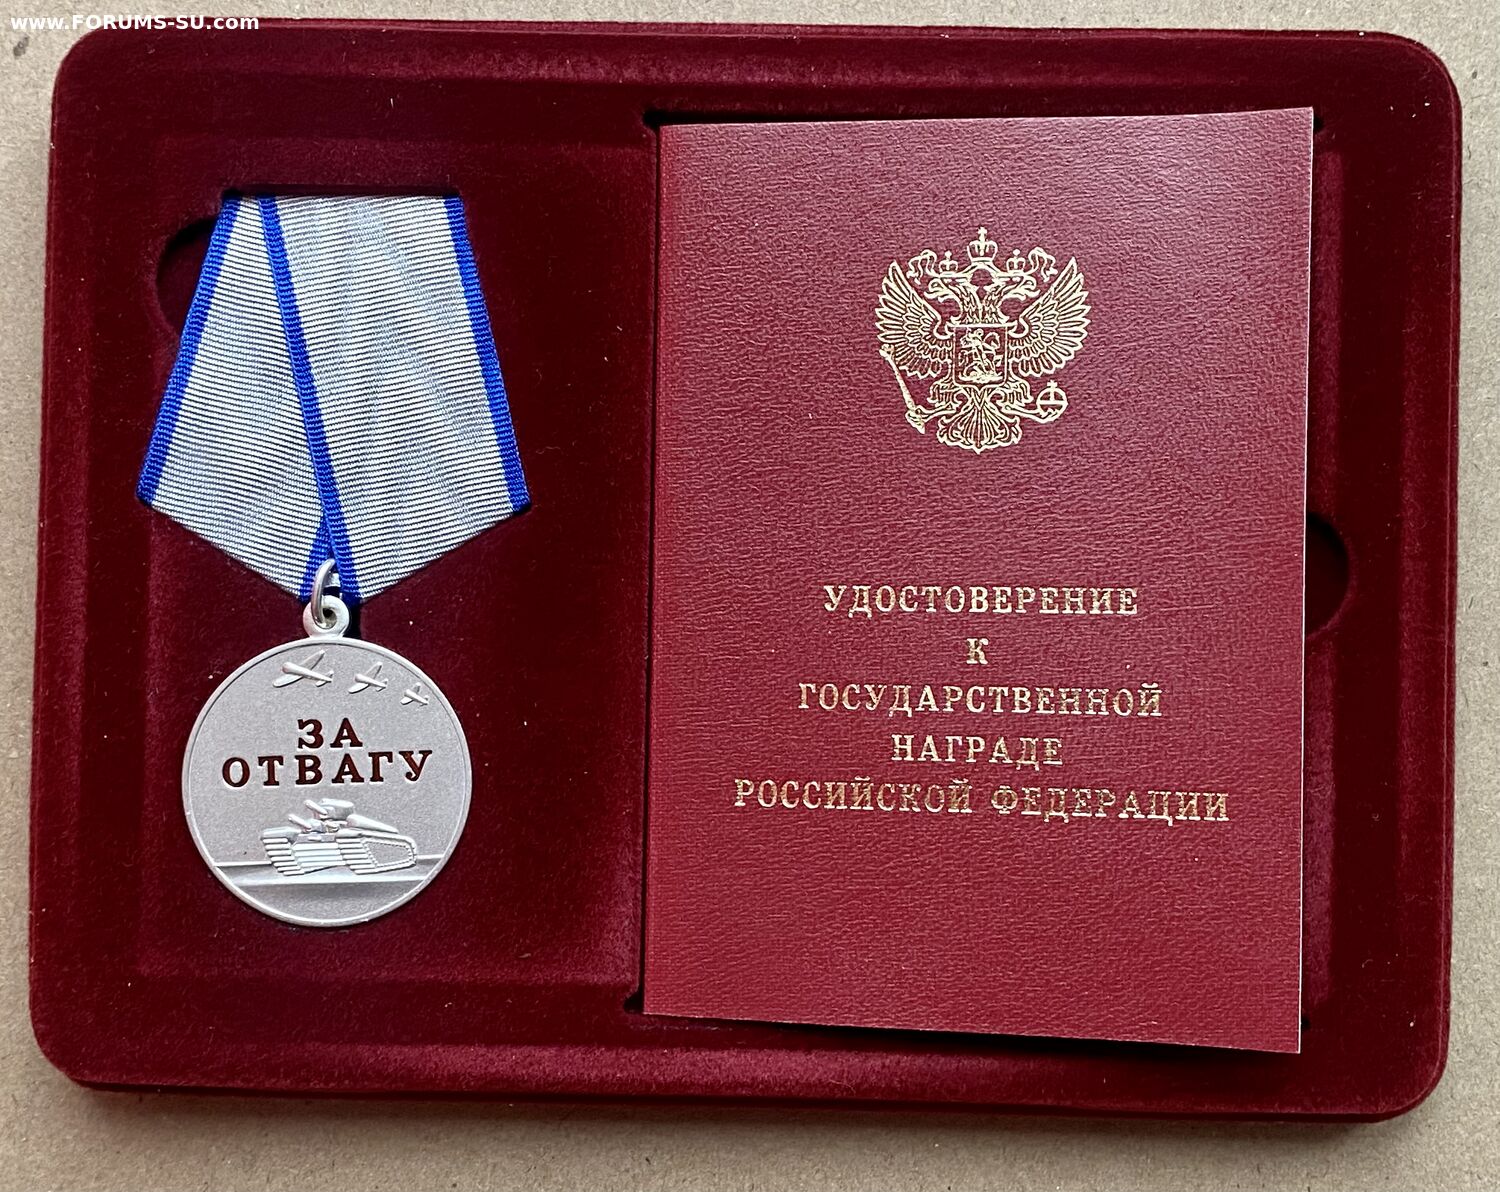 www.FORUMS-SU.com
ЗА
ОТВАГУ
УДОСТОВЕРЕНИЕ
К
ГОСУДАРСТВЕННОЙ
НАГРАДЕ
РОССИЙСКОЙ ФЕДЕРАЦИИ